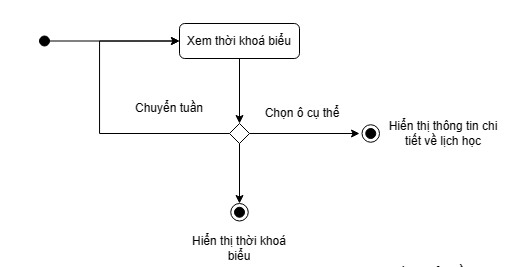 Xem thời khoá biểu
Chuyển tuần
Chọn ô cụ thể
Hiển thị thông tin chi
tiết về lịch học
Hiển thị thời khoá
biểu